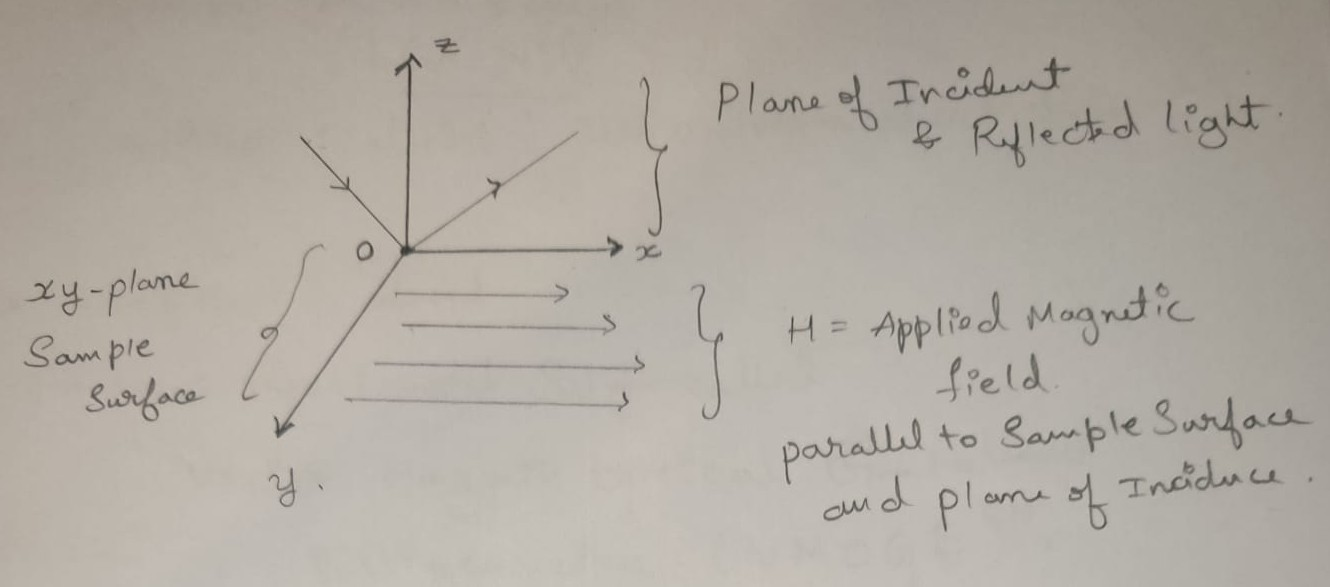 z
Plane of Incident
& Reflected light.
O
x
xy-plane
Sample
Surface
H = Applied Magnetic
field.
parallel to Sample Surface
and plane of Incidence.
y.